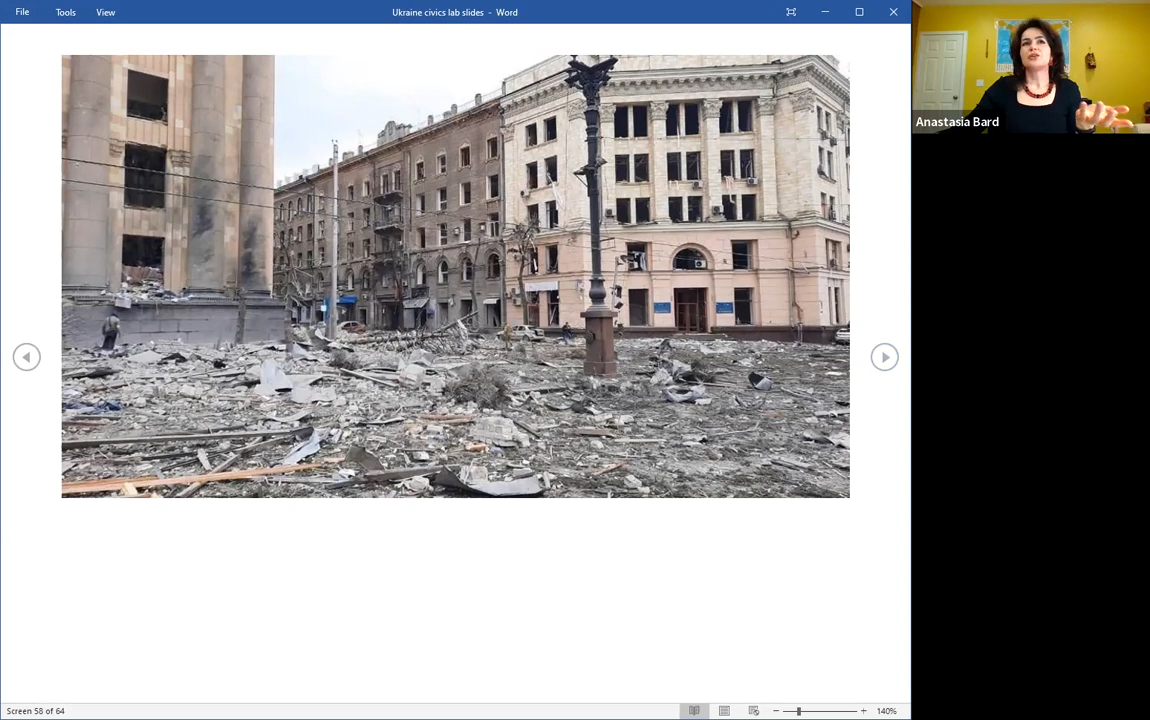 File Tools View Ukraine civics lab slides - Word
Anastasia Bard
Screen 58 of 64 140%